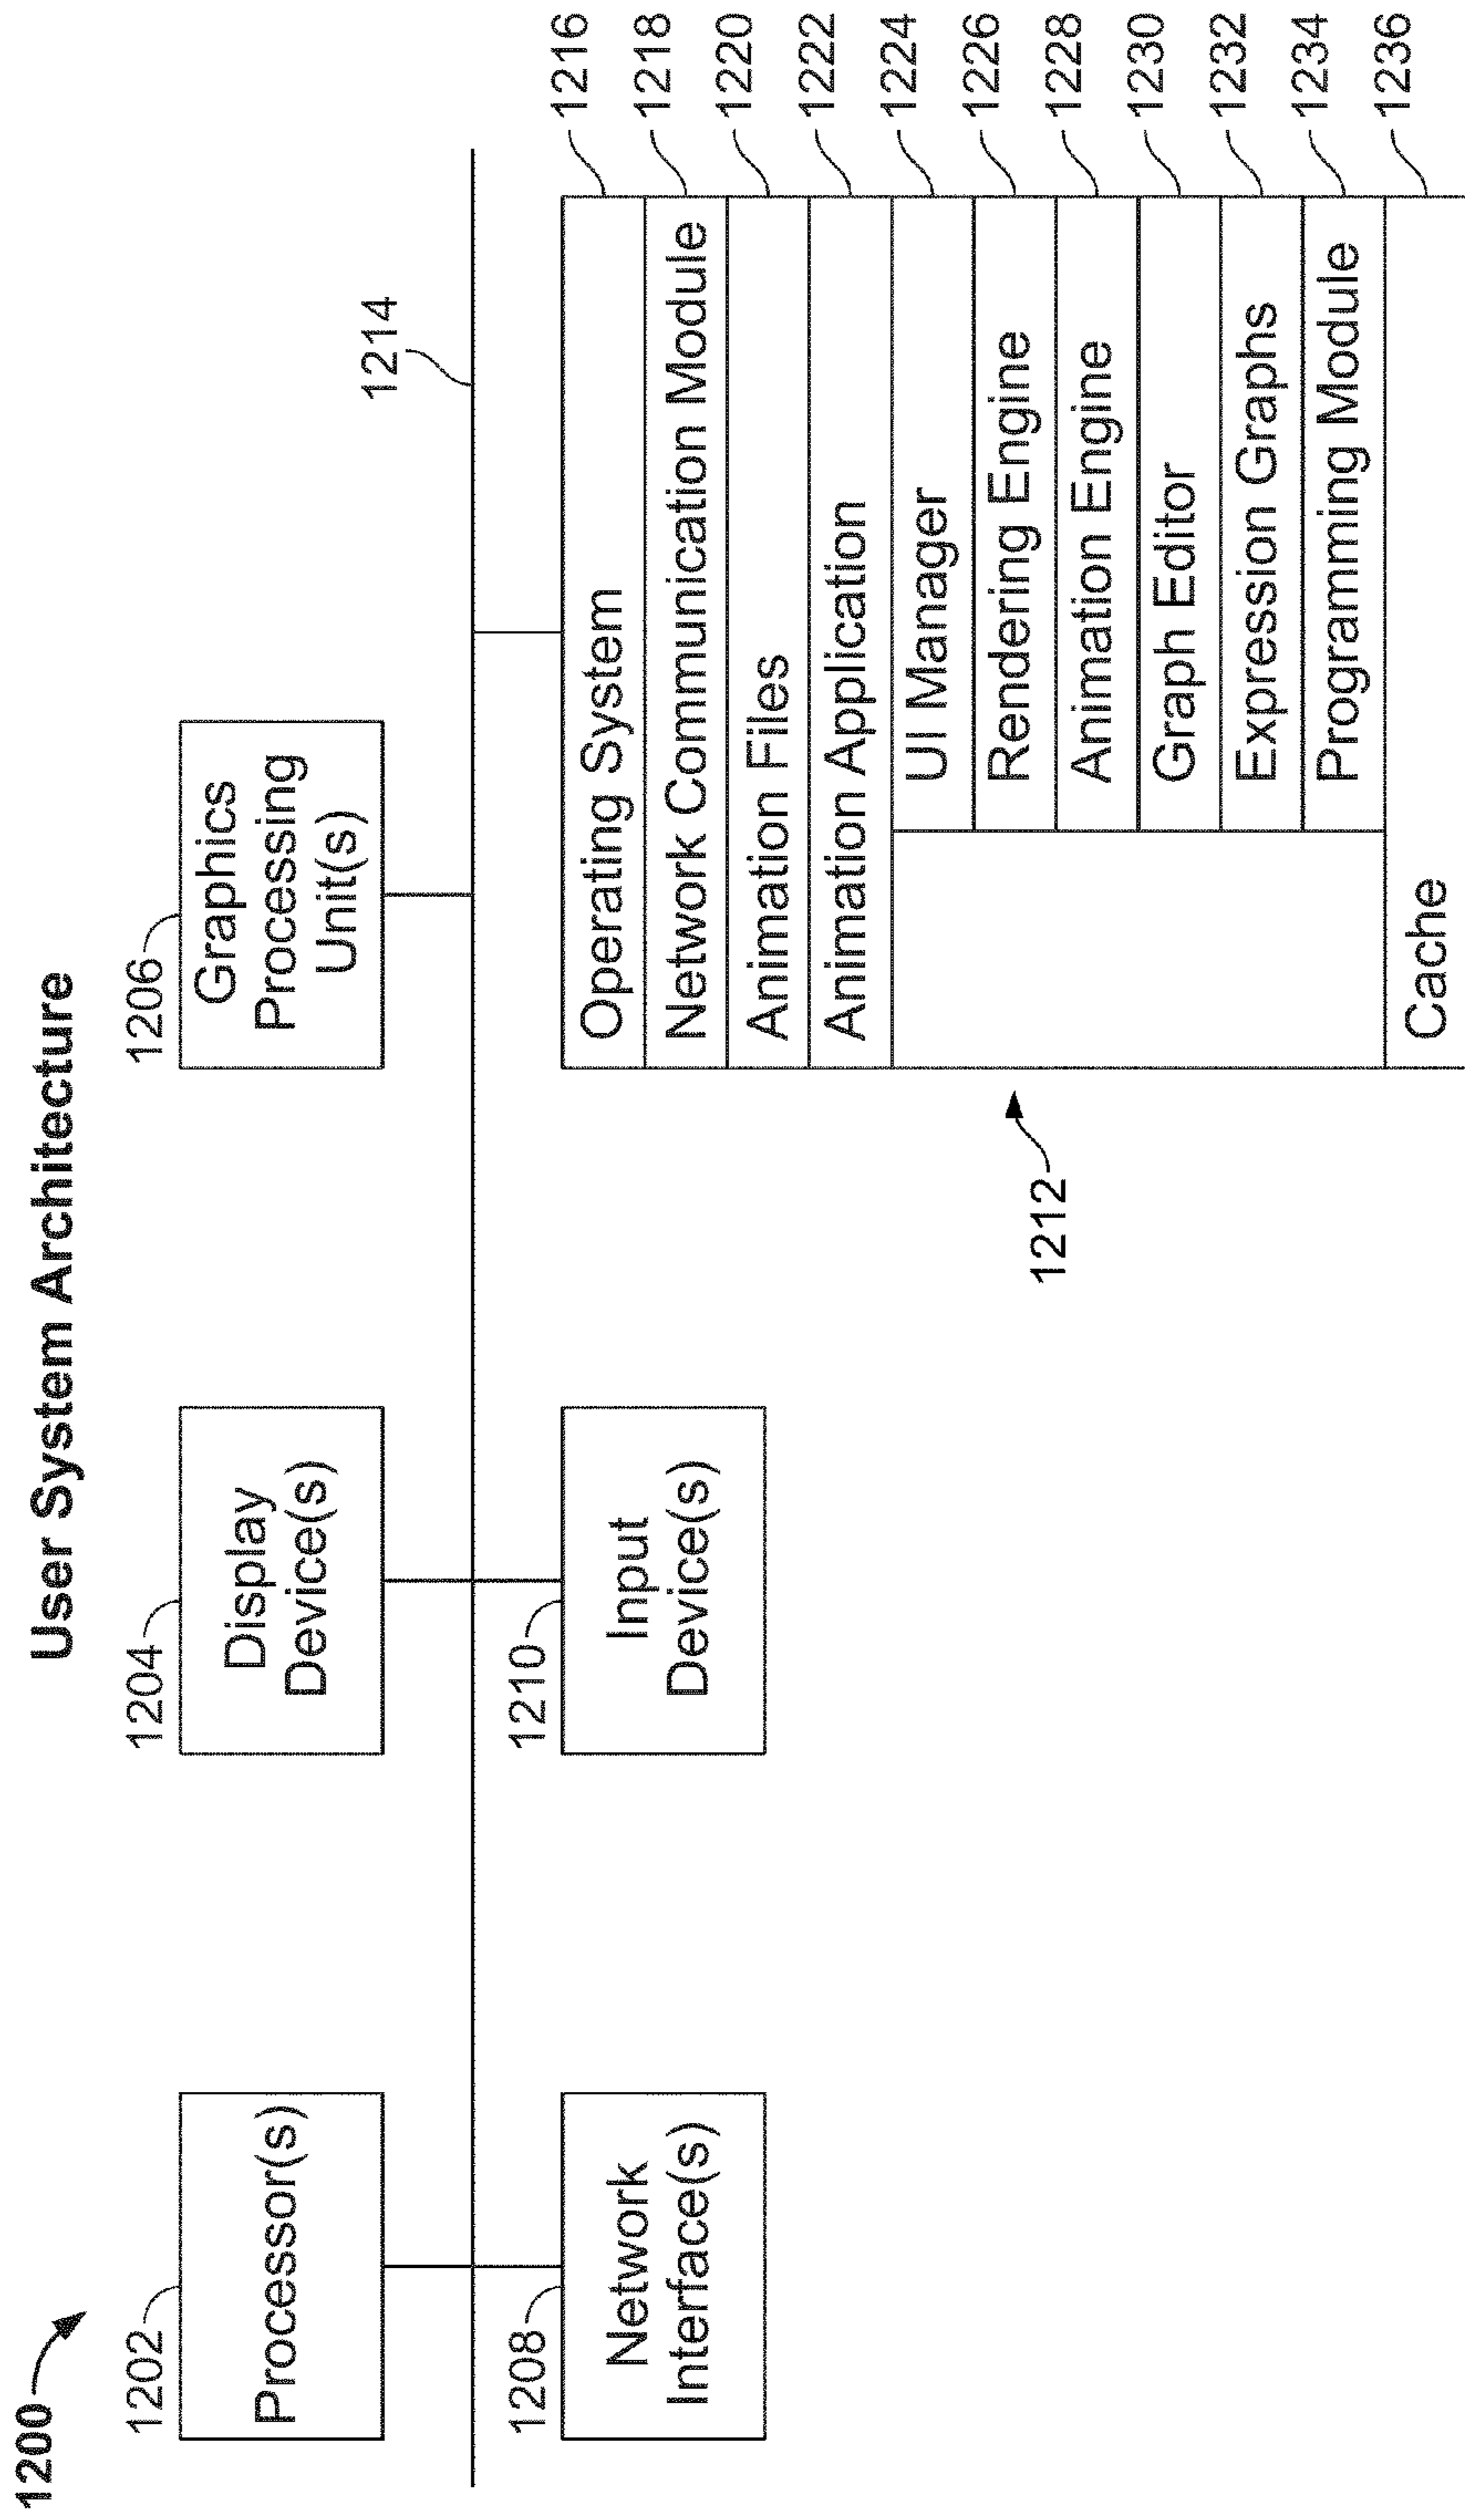 User System Architecture
1200
1202
Processor(s)
1204
Display
Device(s)
1206
Graphics
Processing
Unit(s)
1214
1208
Network
Interface(s)
1210
Input
Device(s)
1212
Operating System
1216
Network Communication Module
1218
Animation Files
1220
Animation Application
1222
UI Manager
1224
Rendering Engine
1226
Animation Engine
1228
Graph Editor
1230
Expression Graphs
1232
Programming Module
1234
Cache
1236